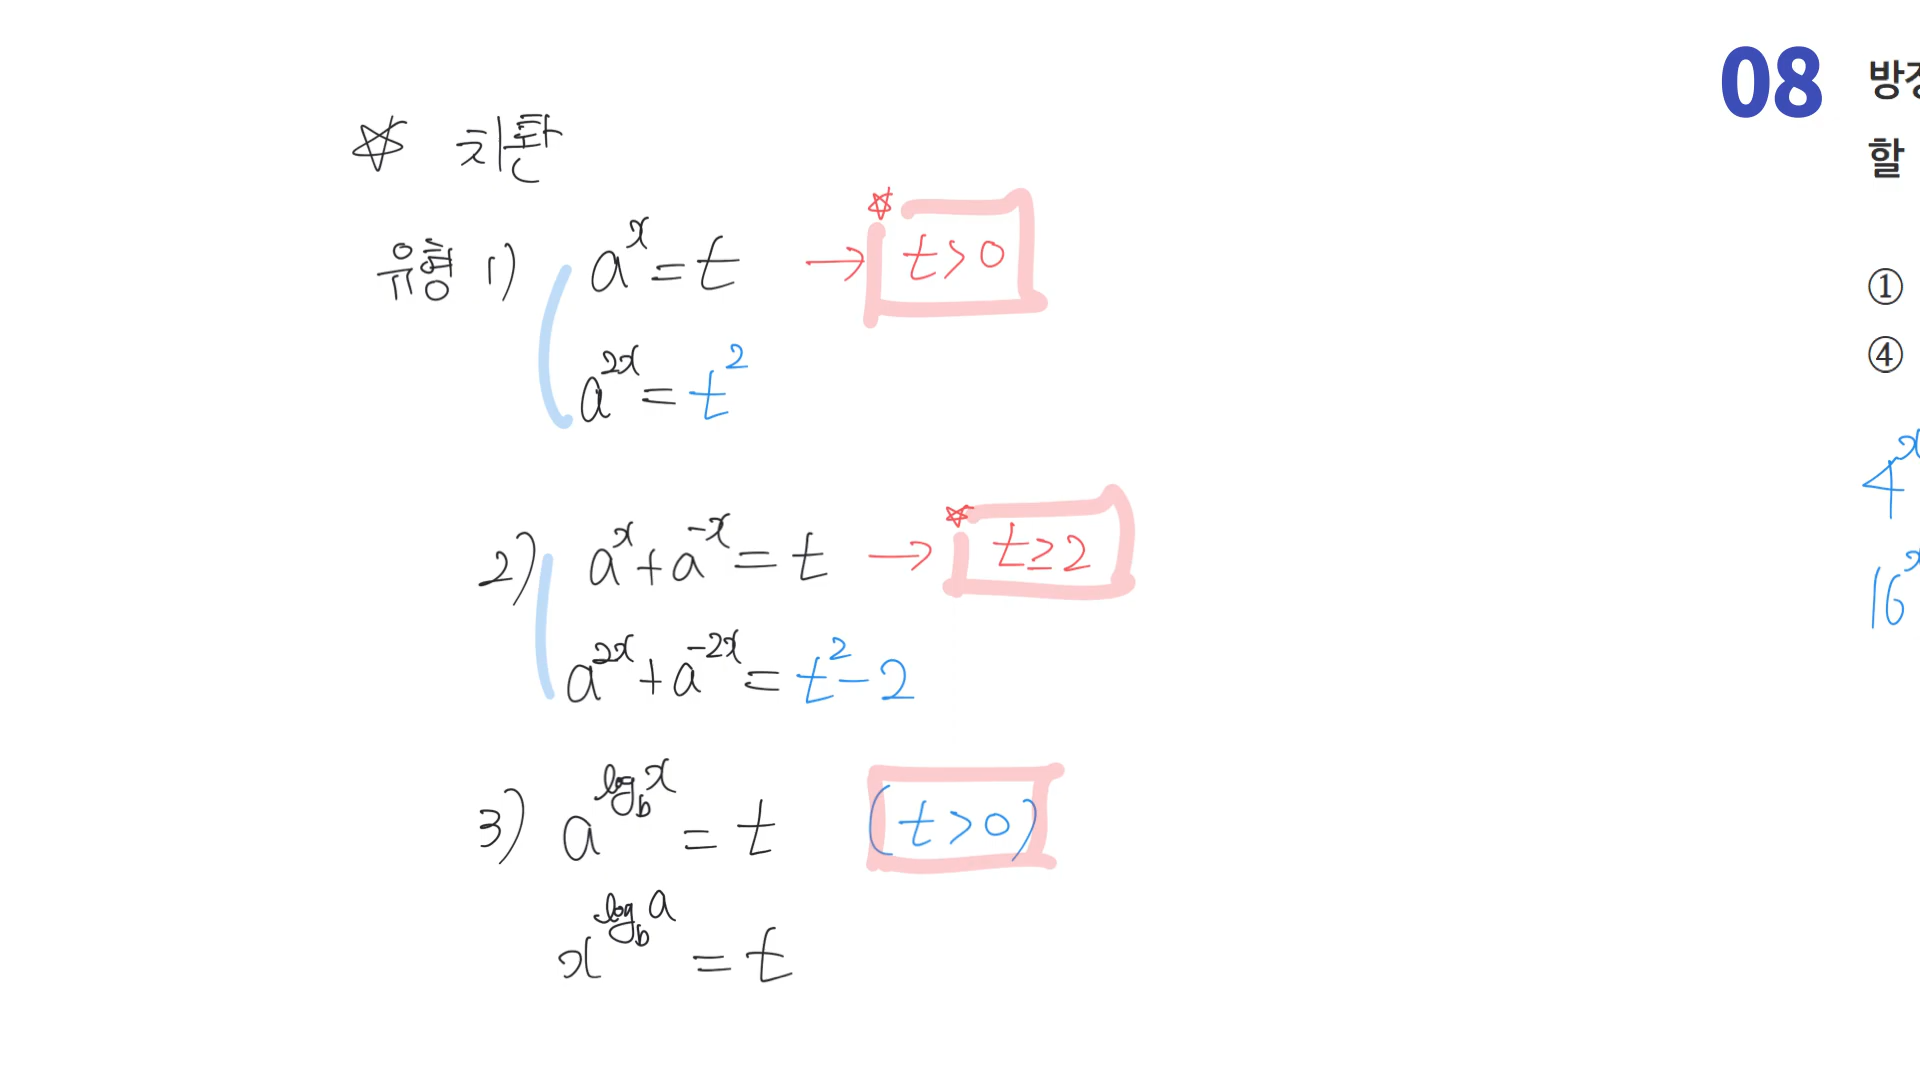 ☆ 치환
유형 1) a^x = t → ☆ t>0
a^{2x} = t^2
2) a^x + a^{-x} = t → ☆ t≥2
a^{2x} + a^{-2x} = t^2 - 2
3) a^{log_b x} = t (t>0)
x^{log_b a} = t
08
할
①
④
4^x
16^x